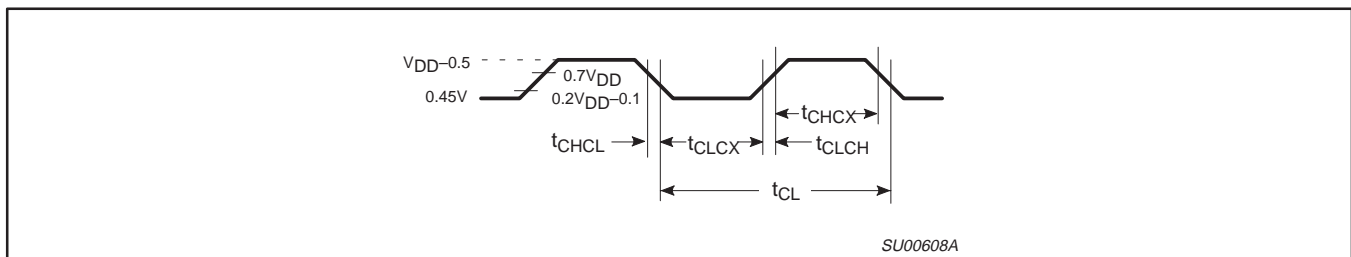 VDD–0.5
0.7VDD
0.45V
0.2VDD–0.1
tCHCX
tCHCL
tCLCX
tCLCH
tCL
SU00608A